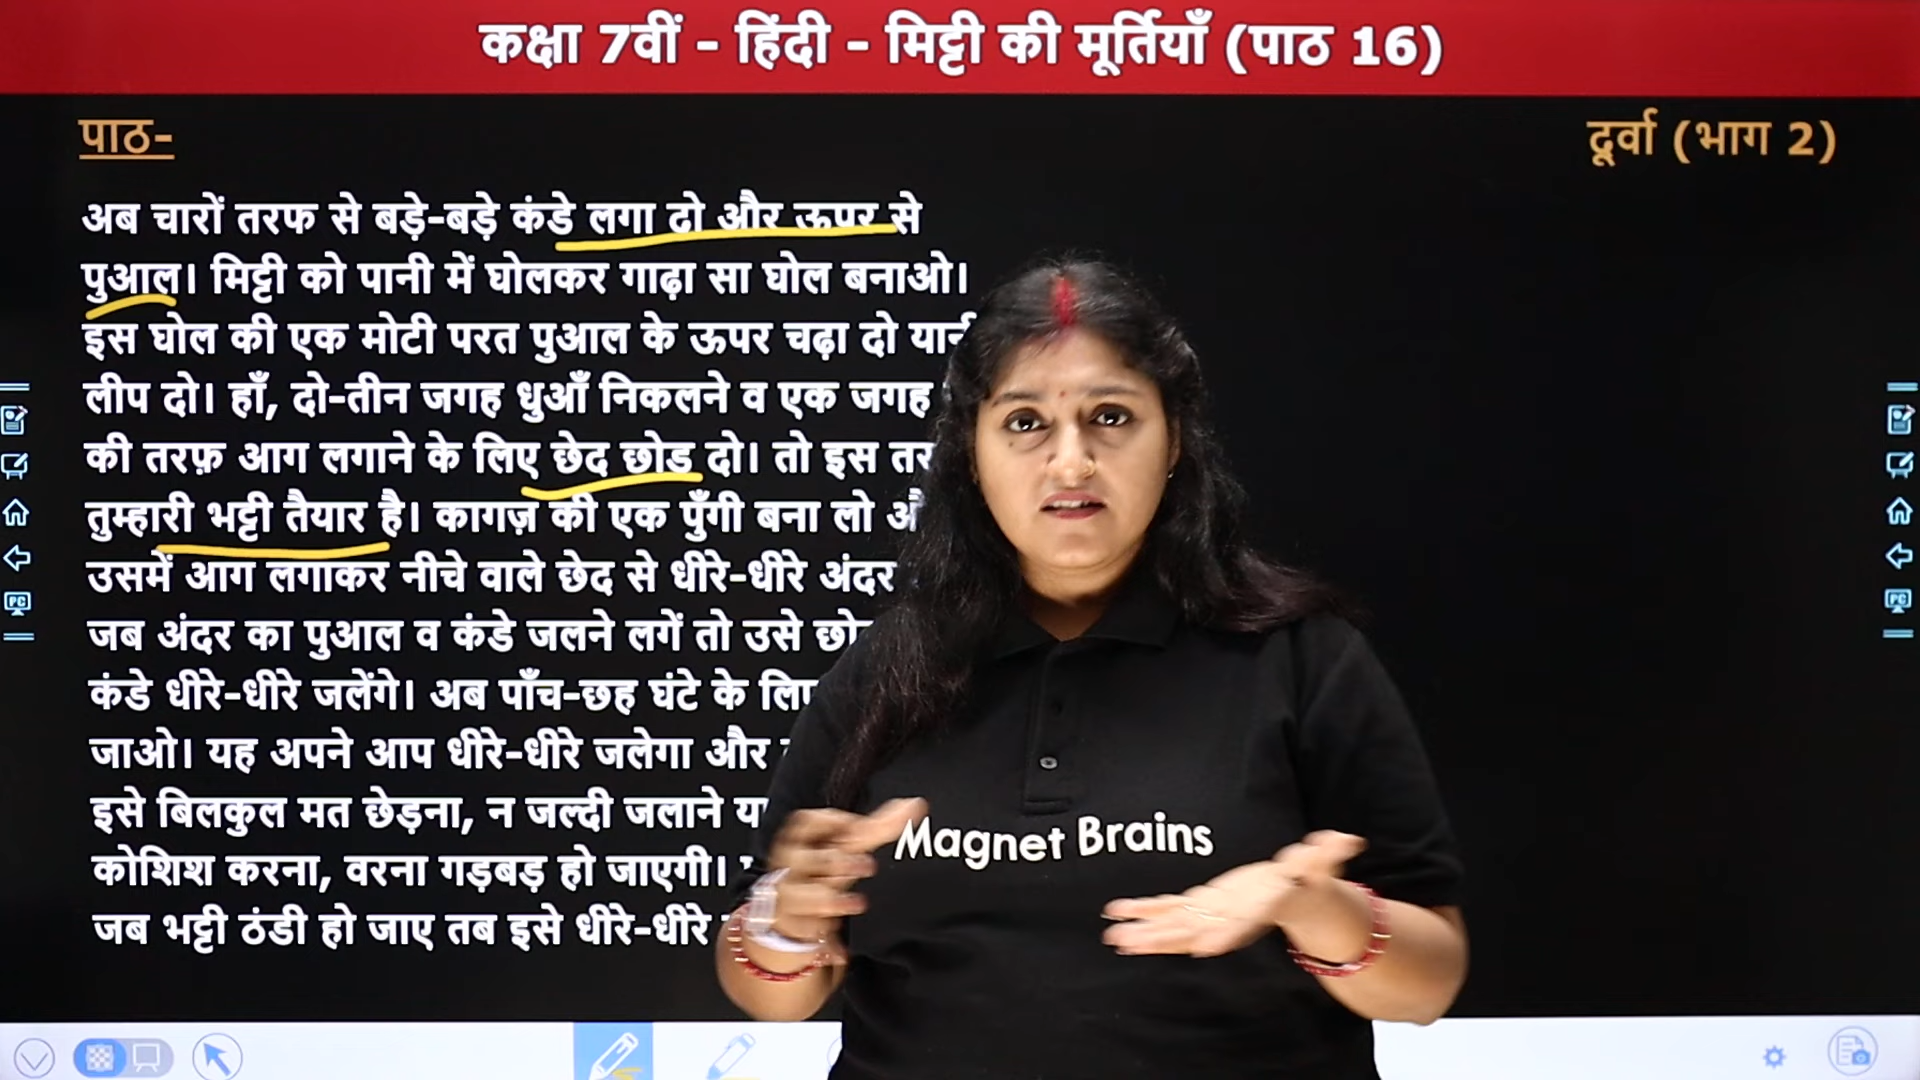 कक्षा 7वीं - हिंदी - मिट्टी की मूर्तियाँ (पाठ 16)
पाठ-
दूर्वा (भाग 2)
अब चारों तरफ से बड़े-बड़े कंडे लगा दो और ऊपर से
पुआल। मिट्टी को पानी में घोलकर गाढ़ा सा घोल बनाओ।
इस घोल की एक मोटी परत पुआल के ऊपर चढ़ा दो
लीप दो। हाँ, दो-तीन जगह धुआँ निकलने व एक जगह
की तरफ़ आग लगाने के लिए छेद छोड़ दो। तो इस
तुम्हारी भट्टी तैयार है। कागज़ की एक पुँगी बना लो
उसमें आग लगाकर नीचे वाले छेद से धीरे-धीरे अंदर
जब अंदर का पुआल व कंडे जलने लगें तो उसे
कंडे धीरे-धीरे जलेंगे। अब पाँच-छह घंटे के
जाओ। यह अपने आप धीरे-धीरे जलेगा और
इसे बिलकुल मत छेड़ना, न जल्दी जलाने
कोशिश करना, वरना गड़बड़ हो जाएगी।
जब भट्टी ठंडी हो जाए तब इसे धीरे-धीरे
Magnet Brains
PC
PC